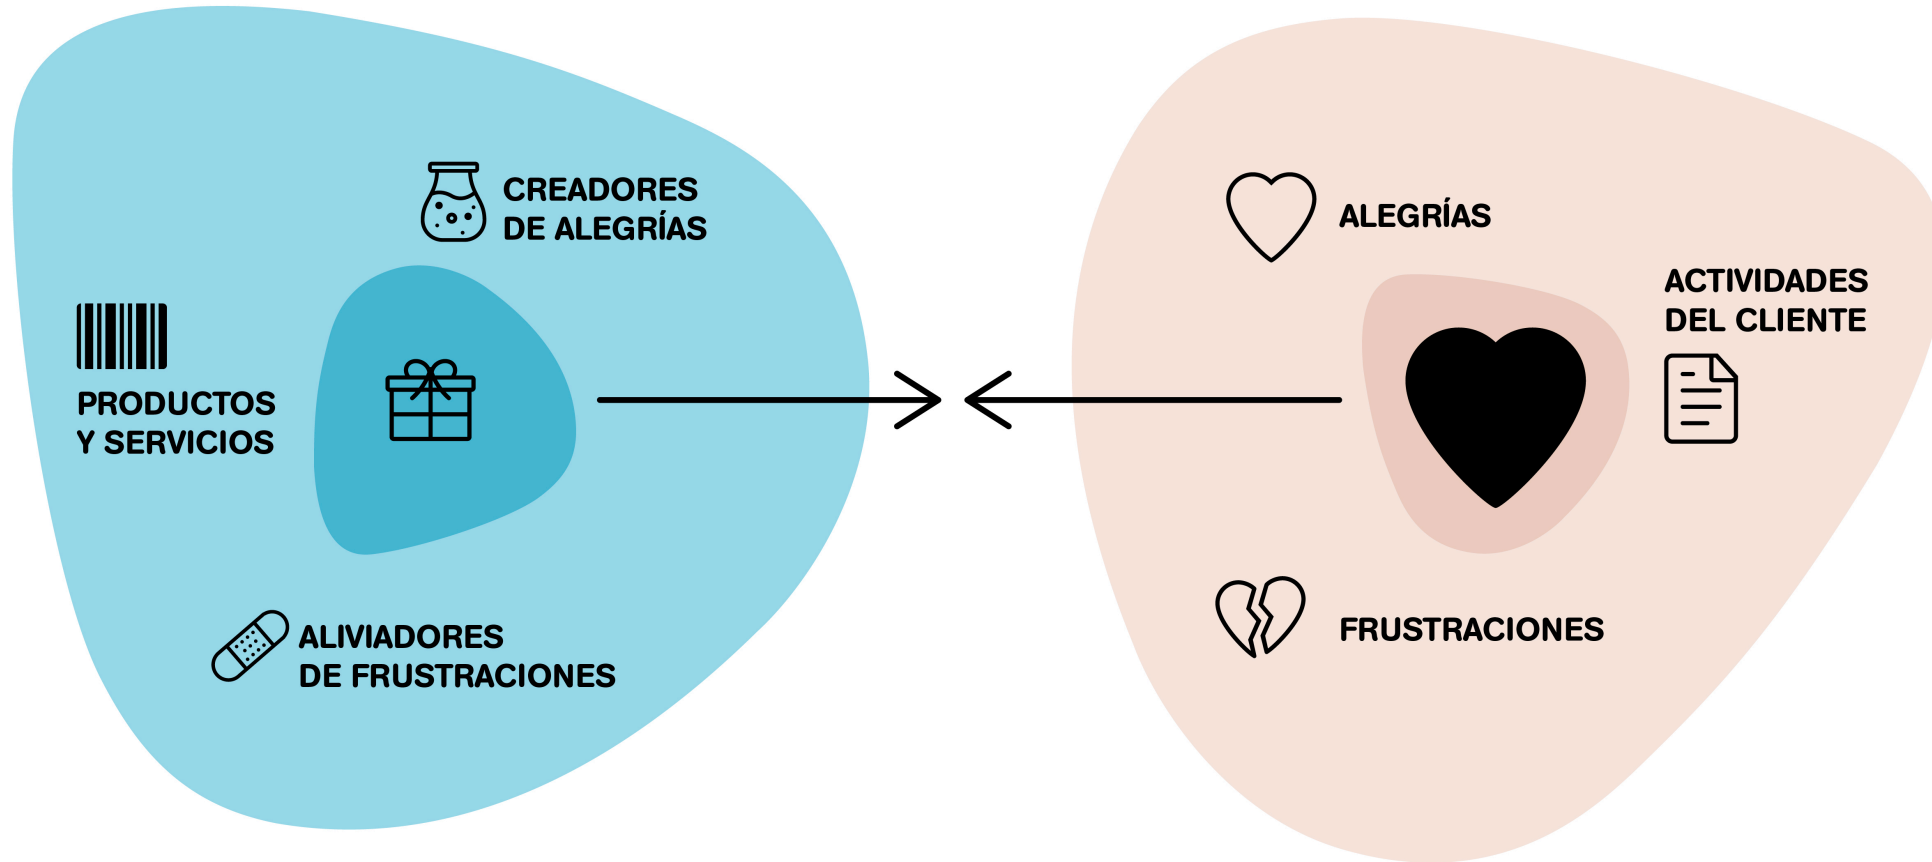 CREADORES
DE ALEGRÍAS
PRODUCTOS
Y SERVICIOS
ALIVIADORES
DE FRUSTRACIONES
ALEGRÍAS
ACTIVIDADES
DEL CLIENTE
FRUSTRACIONES